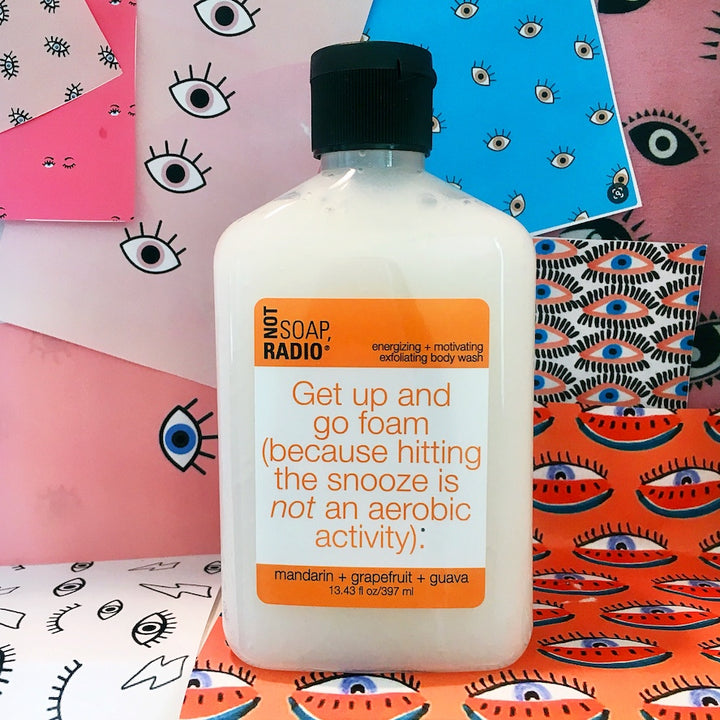 NOT
SOAP,
RADIO®
energizing + motivating
exfoliating body wash
Get up and
go foam
(because hitting
the snooze is
not an aerobic
activity).
mandarin + grapefruit + guava
13.43 fl oz/397 ml